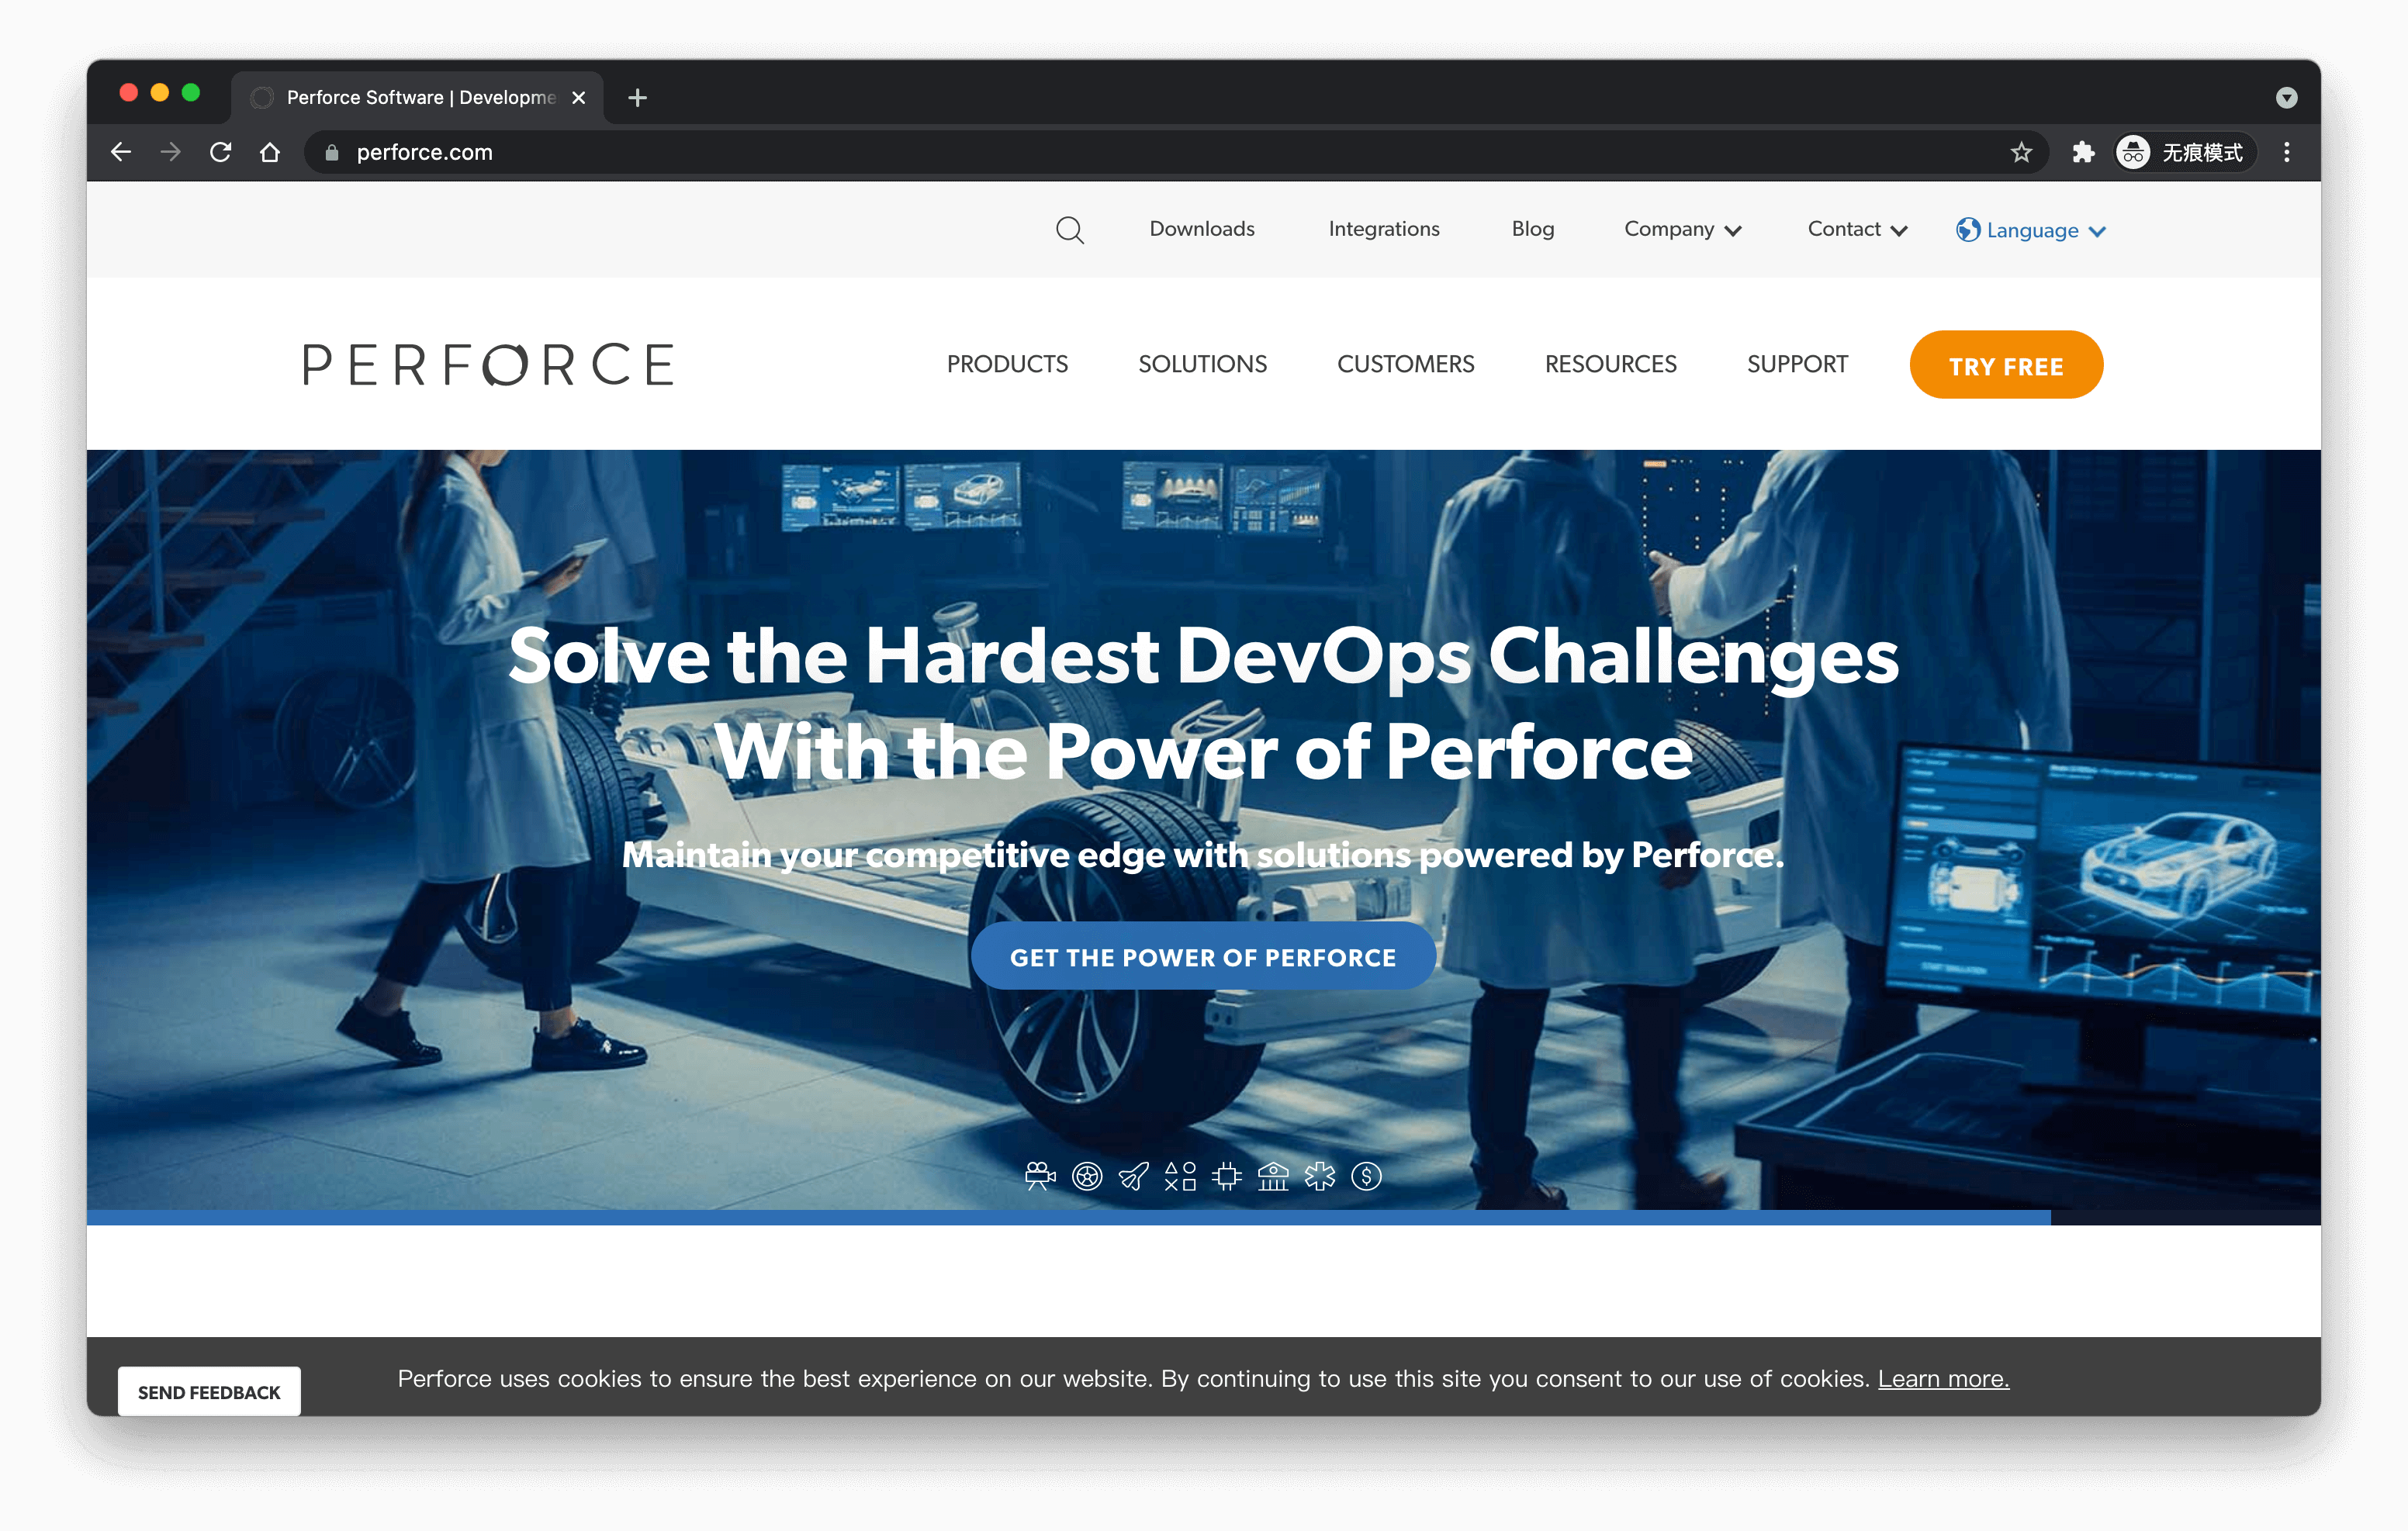 Perforce Software | Developme
perforce.com
无痕模式
Downloads Integrations Blog Company Contact Language
PERFORCE
PRODUCTS SOLUTIONS CUSTOMERS RESOURCES SUPPORT TRY FREE
Solve the Hardest DevOps Challenges
With the Power of Perforce
Maintain your competitive edge with solutions powered by Perforce.
GET THE POWER OF PERFORCE
Perforce uses cookies to ensure the best experience on our website. By continuing to use this site you consent to our use of cookies. Learn more.
SEND FEEDBACK